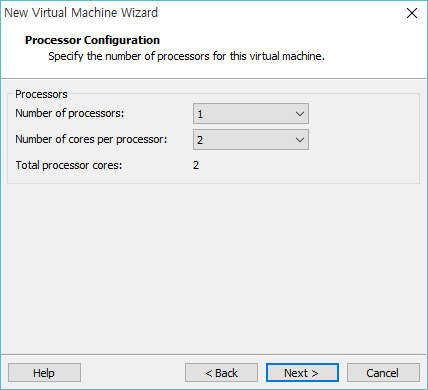 New Virtual Machine Wizard
Processor Configuration
Specify the number of processors for this virtual machine.
Processors
Number of processors: 1
Number of cores per processor: 2
Total processor cores: 2
Help < Back Next > Cancel